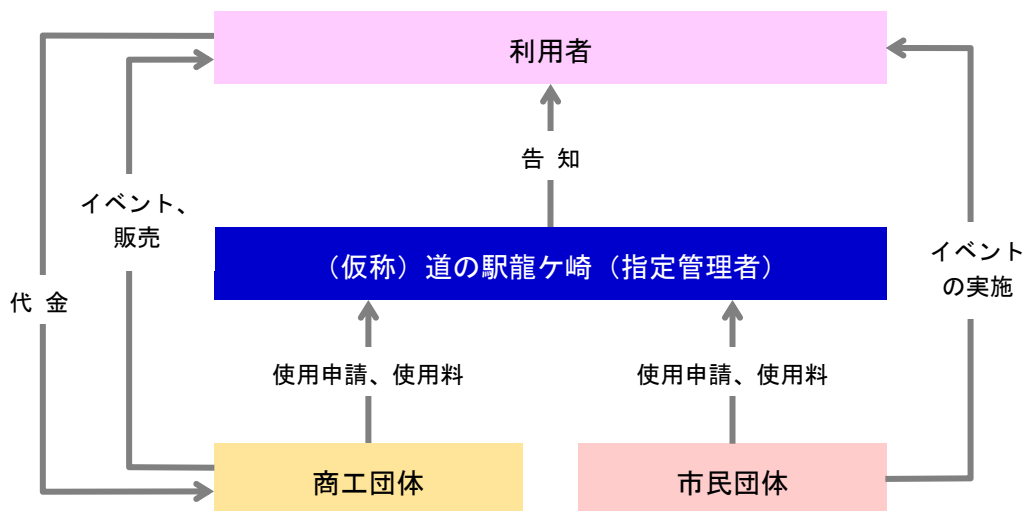 利用者
告 知
イベント、
販売
(仮称)道の駅龍ケ崎(指定管理者)
イベント
の実施
代 金
使用申請、使用料
使用申請、使用料
商工団体
市民団体